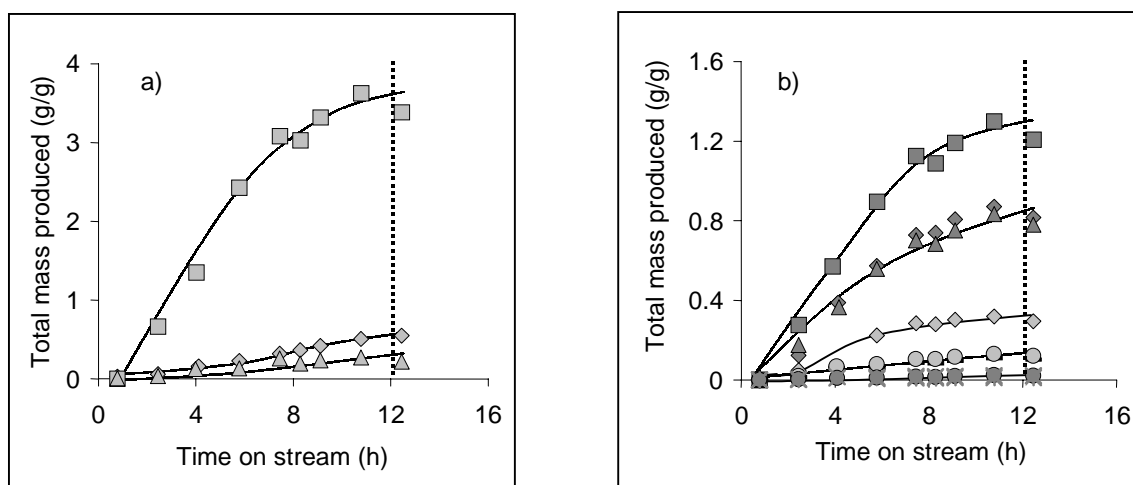 a)
Total mass produced (g/g)
4
3
2
1
0
0 4 8 12 16
Time on stream (h)
b)
Total mass produced (g/g)
1.6
1.2
0.8
0.4
0
0 4 8 12 16
Time on stream (h)